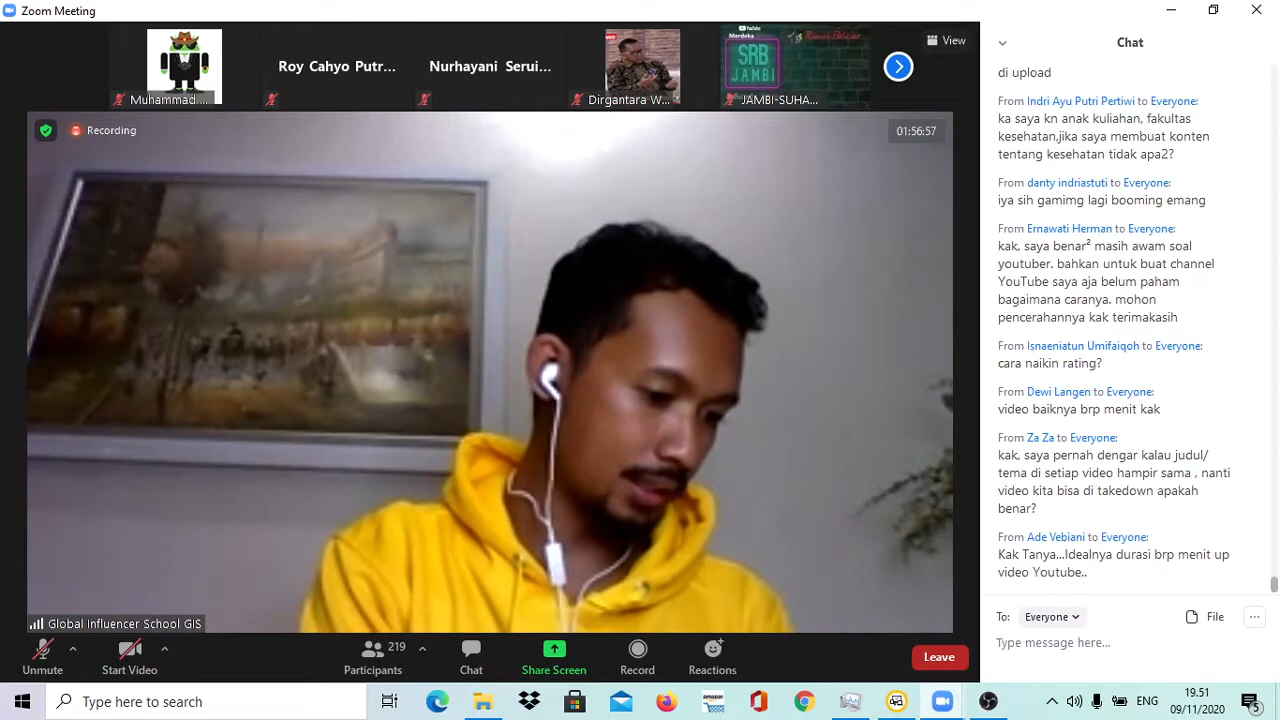 Zoom Meeting
Roy Cahyo Putr...
Nurhayani Serui...
Muhammad ...
Dirgantara W...
YouTube
Merdeka
Rumah Belajar
SRB
JAMBI
JAMBI-SUHA...
View
Recording
01:56:57
Global Influencer School GIS
Unmute
Start Video
219
Participants
Chat
Share Screen
Record
Reactions
Leave
Chat
di upload
From Indri Ayu Putri Pertiwi to Everyone:
ka saya kn anak kuliahan, fakultas
kesehatan,jika saya membuat konten
tentang kesehatan tidak apa2?
From danty indriastuti to Everyone:
iya sih gamimg lagi booming emang
From Ernawati Herman to Everyone:
kak, saya benar² masih awam soal
youtuber. bahkan untuk buat channel
YouTube saya aja belum paham
bagaimana caranya. mohon
pencerahannya kak terimakasih
From Isnaeniatun Umifaiqoh to Everyone:
cara naikin rating?
From Dewi Langen to Everyone:
video baiknya brp menit kak
From Za Za to Everyone:
kak, saya pernah dengar kalau judul/
tema di setiap video hampir sama , nanti
video kita bisa di takedown apakah
benar?
From Ade Vebiani to Everyone:
Kak Tanya...Idealnya durasi brp menit up
video Youtube..
To: Everyone
File
Type message here...
Type here to search
amazon
ENG
19:51
09/11/2020
5